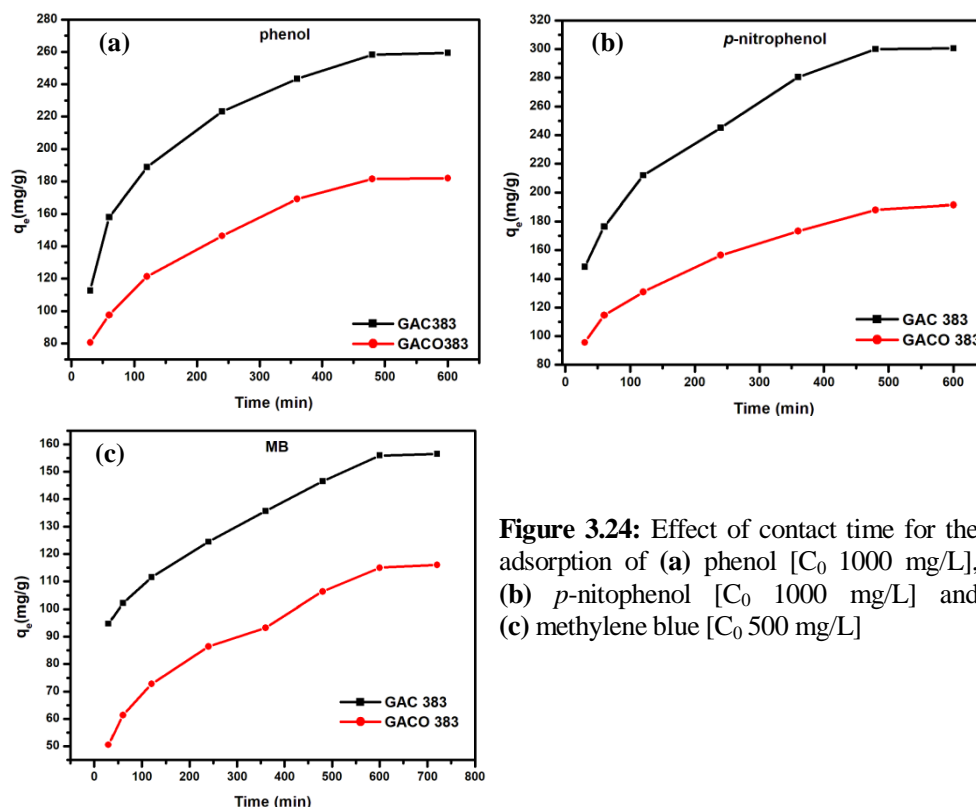 (a)
phenol
280
260
240
220
200
180
160
140
120
100
80
qe(mg/g)
GAC383
GACO383
0 100 200 300 400 500 600
Time (min)
(b)
p-nitrophenol
320
300
280
260
240
220
200
180
160
140
120
100
80
qe(mg/g)
GAC 383
GACO 383
0 100 200 300 400 500 600
Time (min)
(c)
MB
160
150
140
130
120
110
100
90
80
70
60
50
qe(mg/g)
GAC 383
GACO 383
0 100 200 300 400 500 600 700 800
Time (min)
Figure 3.24: Effect of contact time for the
adsorption of (a) phenol [C0 1000 mg/L],
(b) p-nitophenol [C0 1000 mg/L] and
(c) methylene blue [C0 500 mg/L]